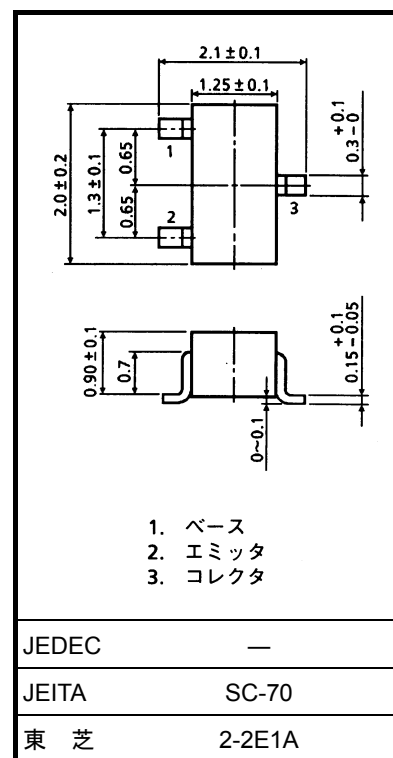 2.1±0.1
1.25±0.1
+0.1
0.3-0
2.0±0.2
1.3±0.1
0.65
0.65
1
2
3
0.90±0.1
0.7
0~0.1
+0.1
0.15-0.05
1. ベース
2. エミッタ
3. コレクタ
JEDEC —
JEITA SC-70
東 芝 2-2E1A